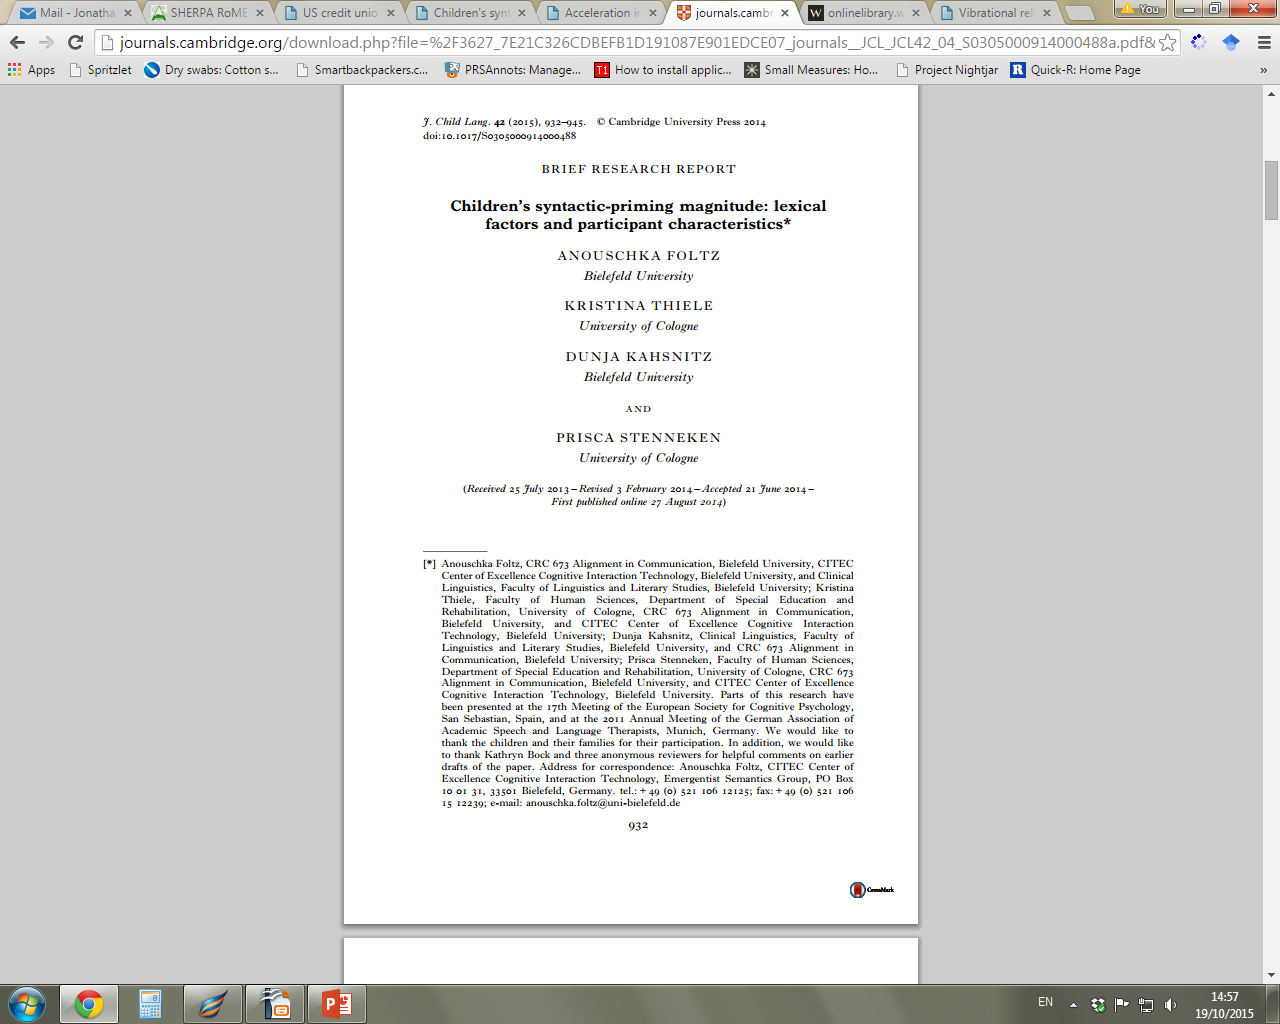 Mail - Jonatha
SHERPA RoME
US credit unio
Children's synt
Acceleration in
journals.camb
onlinelibrary.w
Vibrational rel
You
journals.cambridge.org/download.php?file=%2F3627_7E21C326CDBEFB1D191087E901EDCE07_journals__JCL_JCL42_04_S0305000914000488a.pdf&
Apps
Spritzlet
Dry swabs: Cotton s...
Smartbackpackers.c...
PRSAnnots: Manage...
T1 How to install applic...
Small Measures: Ho...
Project Nightjar
R Quick-R: Home Page
»
J. Child Lang. 42 (2015), 932–945. © Cambridge University Press 2014
doi:10.1017/S0305000914000488
BRIEF RESEARCH REPORT
Children's syntactic-priming magnitude: lexical
factors and participant characteristics*
ANOUSCHKA FOLTZ
Bielefeld University
KRISTINA THIELE
University of Cologne
DUNJA KAHSNITZ
Bielefeld University
AND
PRISCA STENNEKEN
University of Cologne
(Received 25 July 2013 – Revised 3 February 2014 – Accepted 21 June 2014 –
First published online 27 August 2014)
[*] Anouschka Foltz, CRC 673 Alignment in Communication, Bielefeld University, CITEC
Center of Excellence Cognitive Interaction Technology, Bielefeld University, and Clinical
Linguistics, Faculty of Linguistics and Literary Studies, Bielefeld University; Kristina
Thiele, Faculty of Human Sciences, Department of Special Education and
Rehabilitation, University of Cologne, CRC 673 Alignment in Communication,
Bielefeld University, and CITEC Center of Excellence Cognitive Interaction
Technology, Bielefeld University; Dunja Kahsnitz, Clinical Linguistics, Faculty of
Linguistics and Literary Studies, Bielefeld University, and CRC 673 Alignment in
Communication, Bielefeld University; Prisca Stenneken, Faculty of Human Sciences,
Department of Special Education and Rehabilitation, University of Cologne, CRC 673
Alignment in Communication, Bielefeld University, and CITEC Center of Excellence
Cognitive Interaction Technology, Bielefeld University. Parts of this research have
been presented at the 17th Meeting of the European Society for Cognitive Psychology,
San Sebastian, Spain, and at the 2011 Annual Meeting of the German Association of
Academic Speech and Language Therapists, Munich, Germany. We would like to
thank the children and their families for their participation. In addition, we would like
to thank Kathryn Bock and three anonymous reviewers for helpful comments on earlier
drafts of the paper. Address for correspondence: Anouschka Foltz, CITEC Center of
Excellence Cognitive Interaction Technology, Emergentist Semantics Group, PO Box
10 01 31, 33501 Bielefeld, Germany. tel.: + 49 (0) 521 106 12125; fax: + 49 (0) 521 106
15 12239; e-mail: anouschka.foltz@uni-bielefeld.de
932
CrossMark
EN
14:57
19/10/2015